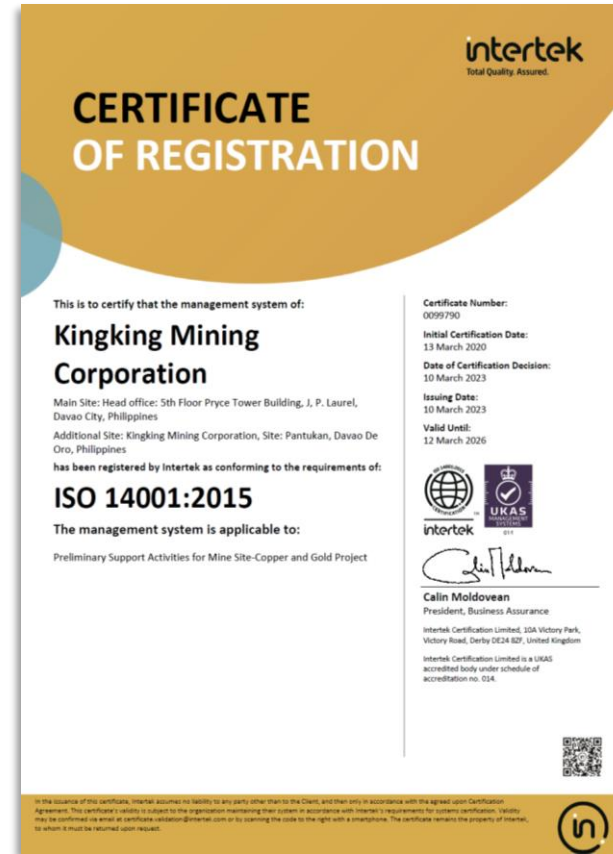 intertek
Total Quality. Assured.
CERTIFICATE
OF REGISTRATION
This is to certify that the management system of:
Kingking Mining
Corporation
Main Site: Head office: 5th Floor Pryce Tower Building, J, P. Laurel,
Davao City, Philippines
Additional Site: Kingking Mining Corporation, Site: Pantukan, Davao De
Oro, Philippines
has been registered by Intertek as conforming to the requirements of:
ISO 14001:2015
The management system is applicable to:
Preliminary Support Activities for Mine Site-Copper and Gold Project
Certificate Number:
0099790
Initial Certification Date:
13 March 2020
Date of Certification Decision:
10 March 2023
Issuing Date:
10 March 2023
Valid Until:
12 March 2026
intertek
UKAS
MANAGEMENT
SYSTEMS
014
Calin Moldovean
President, Business Assurance
Intertek Certification Limited, 10A Victory Park,
Victory Road, Derby DE24 8ZF, United Kingdom
Intertek Certification Limited is a UKAS
accredited body under schedule of
accreditation no. 014.
In the issuance of this certificate, Intertek assumes no liability to any party other than to the Client, and then only in accordance with the agreed upon Certification
Agreement. This certificate's validity is subject to the organization maintaining their system in accordance with Intertek's requirements for systems certification. Validity
may be confirmed via email at certificate.validation@intertek.com or by scanning the code to the right with a smartphone. The certificate remains the property of Intertek,
to whom it must be returned upon request.
in